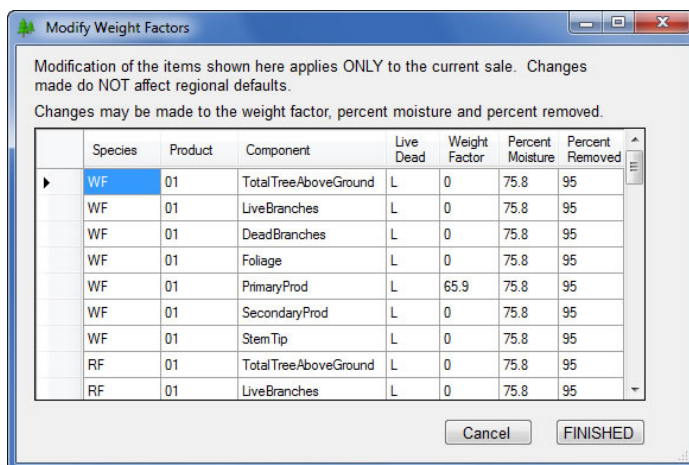 Modify Weight Factors
Modification of the items shown here applies ONLY to the current sale. Changes
made do NOT affect regional defaults.
Changes may be made to the weight factor, percent moisture and percent removed.
Species Product Component Live Dead Weight Factor Percent Moisture Percent Removed
WF 01 TotalTreeAboveGround L 0 75.8 95
WF 01 LiveBranches L 0 75.8 95
WF 01 DeadBranches L 0 75.8 95
WF 01 Foliage L 0 75.8 95
WF 01 PrimaryProd L 65.9 75.8 95
WF 01 SecondaryProd L 0 75.8 95
WF 01 StemTip L 0 75.8 95
RF 01 TotalTreeAboveGround L 0 75.8 95
RF 01 LiveBranches L 0 75.8 95
Cancel FINISHED